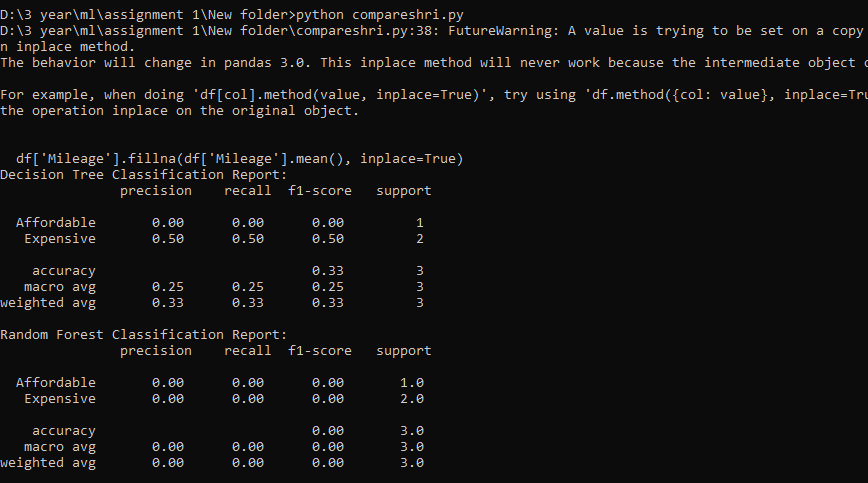 D:\3 year\ml\assignment 1\New folder>python compareshri.py
D:\3 year\ml\assignment 1\New folder\compareshri.py:38: FutureWarning: A value is trying to be set on a copy
n inplace method.
The behavior will change in pandas 3.0. This inplace method will never work because the intermediate object
For example, when doing 'df[col].method(value, inplace=True)', try using 'df.method({col: value}, inplace=Tru
the operation inplace on the original object.
df['Mileage'].fillna(df['Mileage'].mean(), inplace=True)
Decision Tree Classification Report:
precision recall f1-score support
Affordable 0.00 0.00 0.00 1
Expensive 0.50 0.50 0.50 2
accuracy 0.33 3
macro avg 0.25 0.25 0.25 3
weighted avg 0.33 0.33 0.33 3
Random Forest Classification Report:
precision recall f1-score support
Affordable 0.00 0.00 0.00 1.0
Expensive 0.00 0.00 0.00 2.0
accuracy 0.00 3.0
macro avg 0.00 0.00 0.00 3.0
weighted avg 0.00 0.00 0.00 3.0